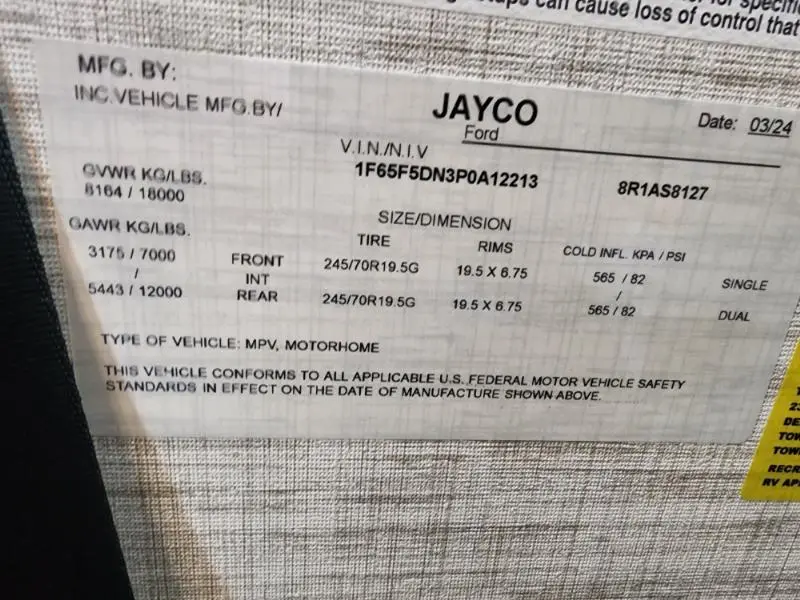 can cause loss of control that
MFG. BY:
INC.VEHICLE MFG.BY/
JAYCO
Ford
Date: 03/24
V.I.N./N.I.V
1F65F5DN3P0A12213
8R1AS8127
GVWR KG/LBS.
8164 / 18000
GAWR KG/LBS.
SIZE/DIMENSION
TIRE RIMS COLD INFL. KPA / PSI
3175 / 7000 FRONT 245/70R19.5G 19.5 X 6.75 565 / 82 SINGLE
/ INT /
5443 / 12000 REAR 245/70R19.5G 19.5 X 6.75 565 / 82 DUAL
TYPE OF VEHICLE: MPV, MOTORHOME
THIS VEHICLE CONFORMS TO ALL APPLICABLE U.S. FEDERAL MOTOR VEHICLE SAFETY
STANDARDS IN EFFECT ON THE DATE OF MANUFACTURE SHOWN ABOVE.